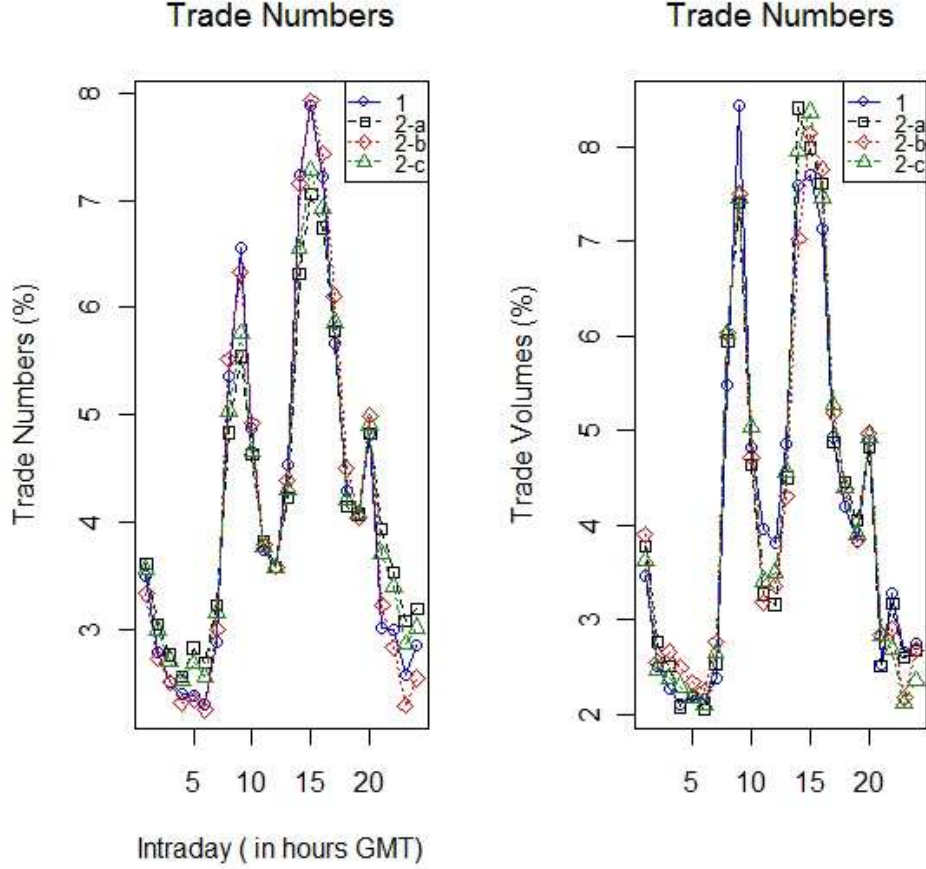 Trade Numbers
Trade Numbers (%)
8
7
6
5
4
3
1
2-a
2-b
2-c
5 10 15 20
Intraday ( in hours GMT)
Trade Numbers
Trade Volumes (%)
8
7
6
5
4
3
2
1
2-a
2-b
2-c
5 10 15 20